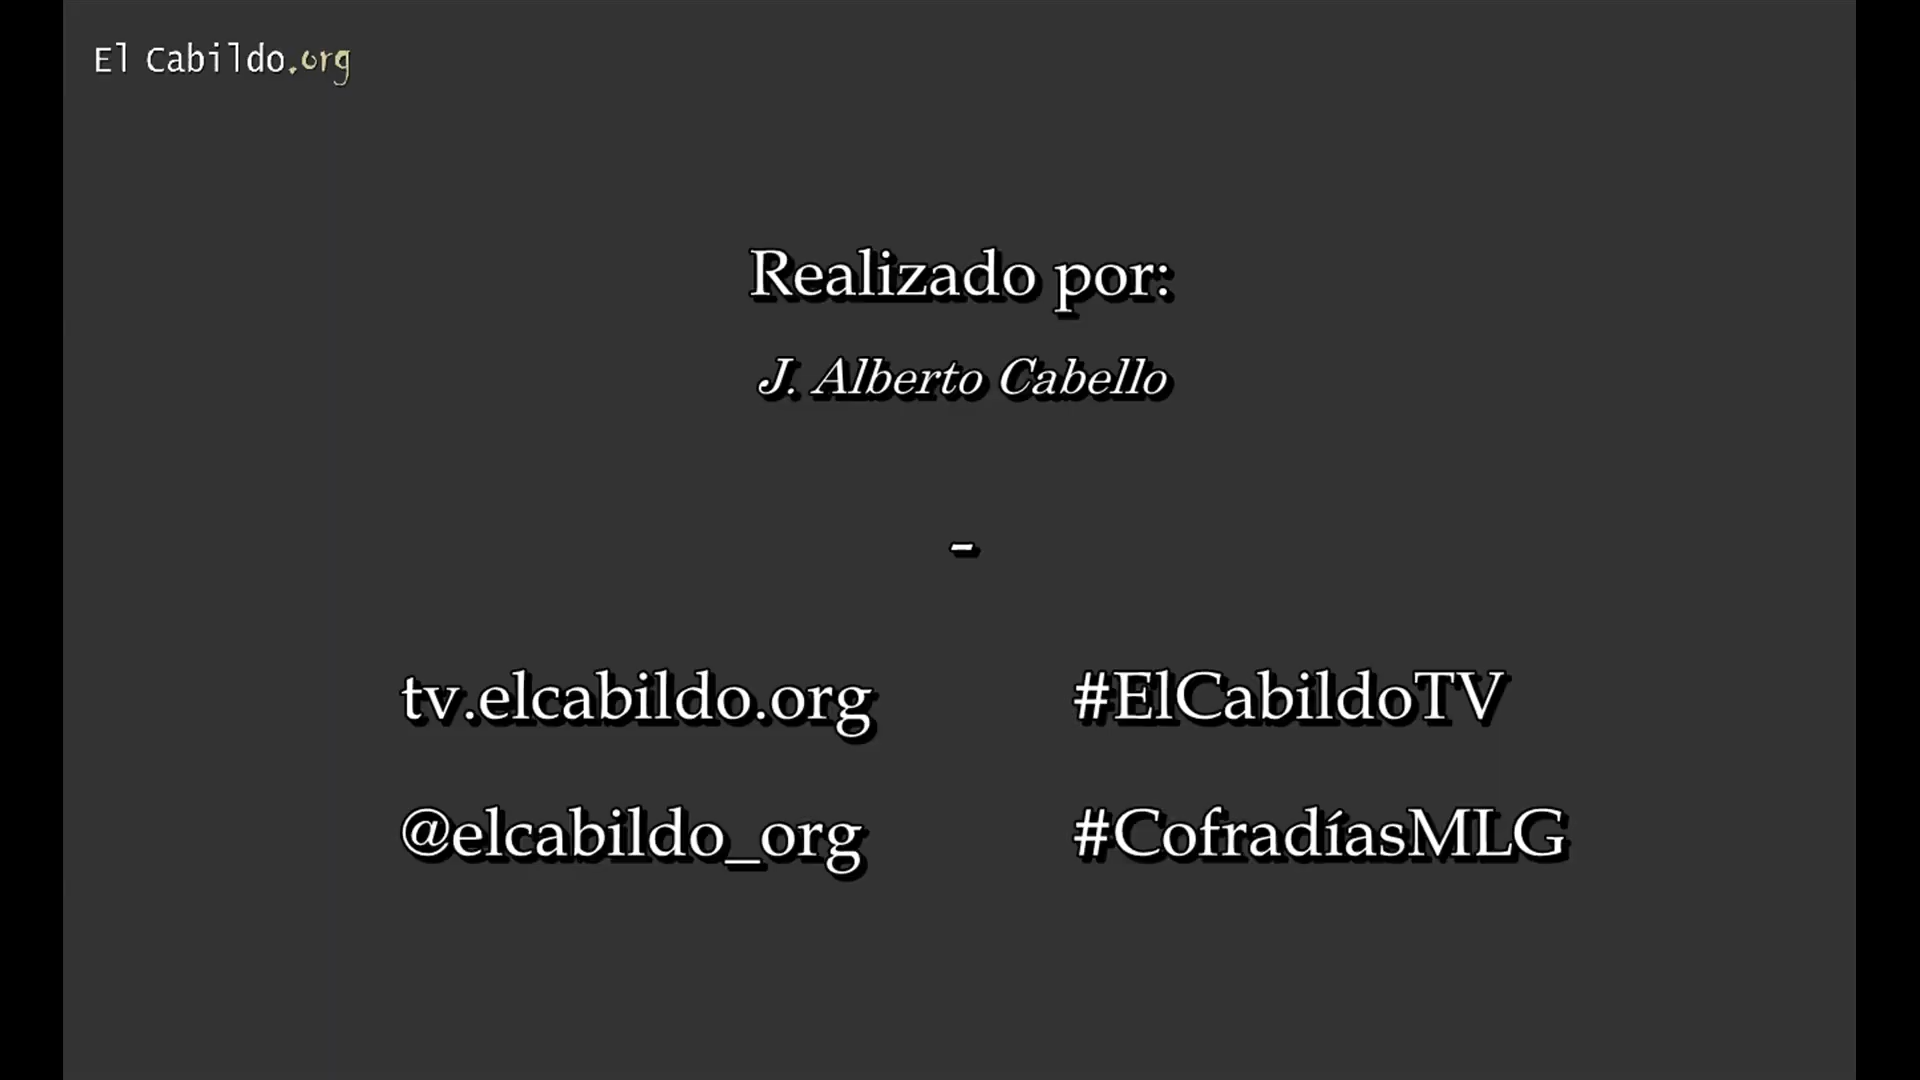 El Cabildo.org
Realizado por:
J. Alberto Cabello
-
tv.elcabildo.org
#ElCabildoTV
@elcabildo_org
#CofradíasMLG